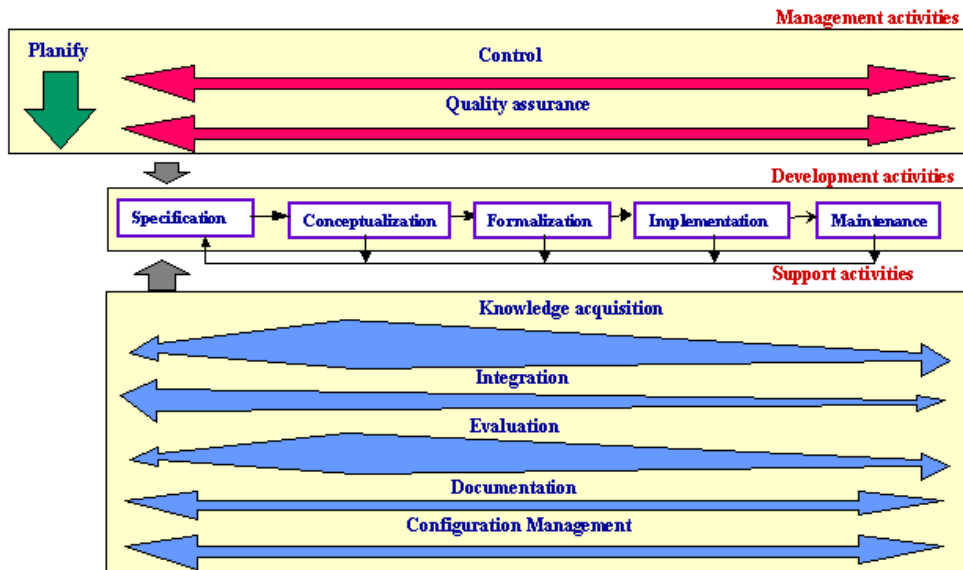 Management activities
Planify
Control
Quality assurance
Development activities
Specification
Conceptualization
Formalization
Implementation
Maintenance
Support activities
Knowledge acquisition
Integration
Evaluation
Documentation
Configuration Management